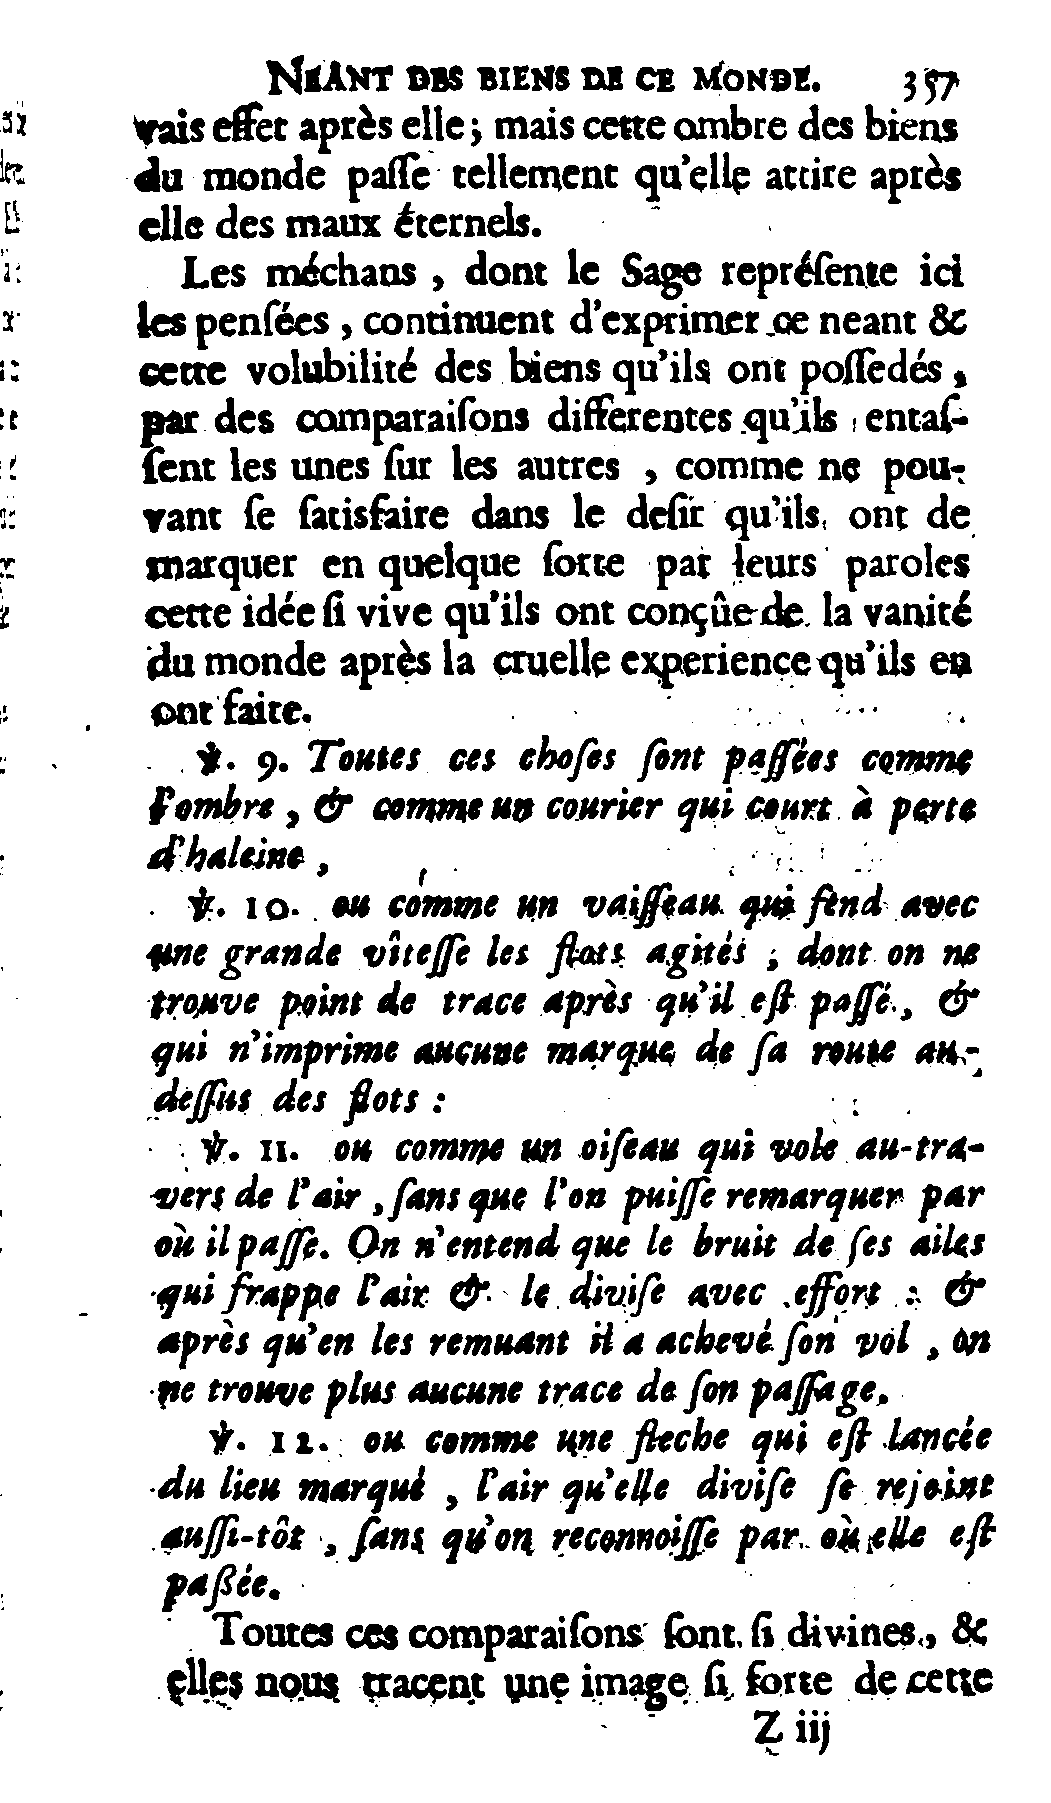 NEANT DES BIENS DE CE MONDE. 357
vais effet après elle; mais cette ombre des biens
du monde paſſe tellement qu'elle attire après
elle des maux éternels.
Les méchans, dont le Sage repréſente ici
les penſées, continuent d'exprimer ce neant &
cette volubilité des biens qu'ils ont poſſedés,
par des comparaiſons differentes qu'ils entaſ-
ſent les unes ſur les autres, comme ne pou-
vant ſe ſatisfaire dans le deſir qu'ils ont de
marquer en quelque ſorte par leurs paroles
cette idée ſi vive qu'ils ont conçûe de la vanité
du monde après la cruelle experience qu'ils en
ont faite.
℣. 9. Toutes ces choſes ſont paſſées comme
l'ombre, & comme un courier qui court à perte
d'haleine,
℣. 10. ou comme un vaiſſeau qui fend avec
une grande vîteſſe les flots agités, dont on ne
trouve point de trace après qu'il eſt paſſé, &
qui n'imprime aucune marque de ſa route au-
deſſus des flots :
℣. 11. ou comme un oiſeau qui vole au-tra-
vers de l'air, ſans que l'on puiſſe remarquer par
où il paſſe. On n'entend que le bruit de ſes ailes
qui frappe l'air & le diviſe avec effort : &
après qu'en les remuant il a achevé ſon vol, on
ne trouve plus aucune trace de ſon paſſage.
℣. 12. ou comme une fleche qui eſt lancée
du lieu marqué, l'air qu'elle diviſe ſe rejoint
auſſi-tôt, ſans qu'on reconnoiſſe par où elle eſt
paßée.
Toutes ces comparaiſons ſont ſi divines, &
elles nous tracent une image ſi forte de cette
Z iij